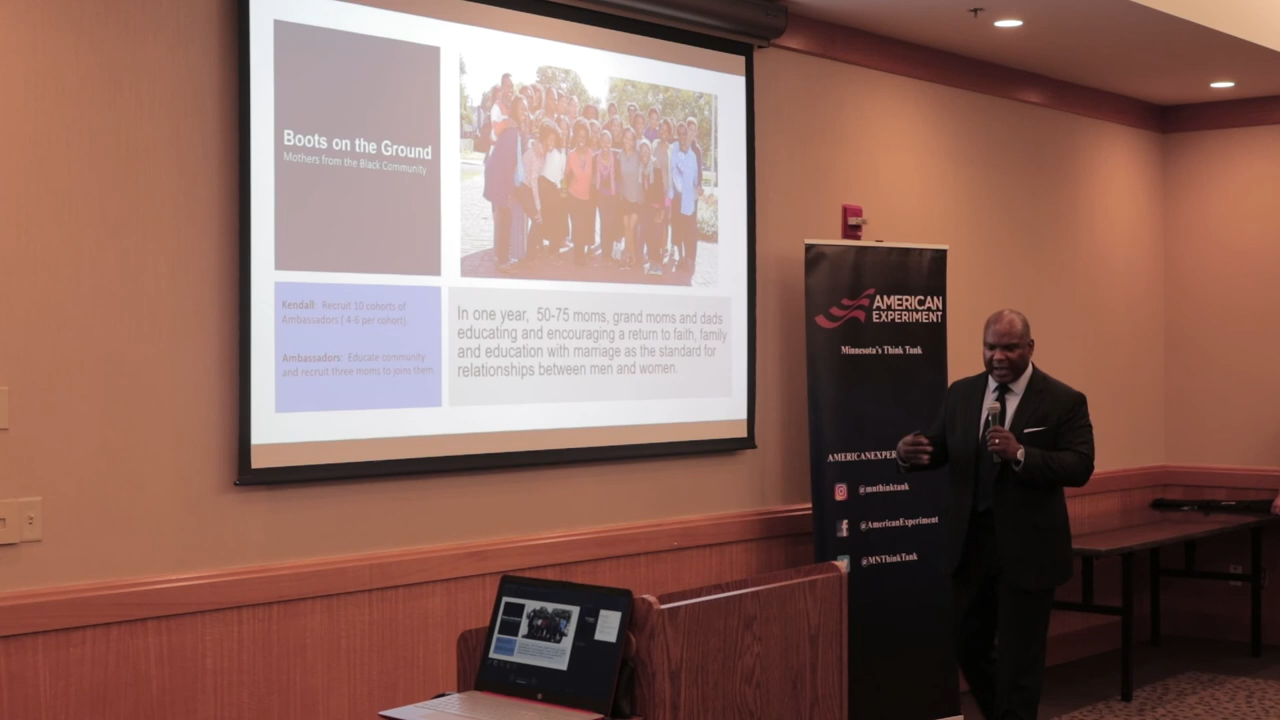 Boots on the Ground
Mothers from the Black Community
Kendall: Recruit 10 cohorts of
Ambassadors ( 4-6 per cohort).
Ambassadors: Educate community
and recruit three moms to joins them.
In one year, 50-75 moms, grand moms and dads
educating and encouraging a return to faith, family
and education with marriage as the standard for
relationships between men and women.
AMERICAN
EXPERIMENT
Minnesota's Think Tank
AMERICANEXPER
@mnthinktank
@AmericanExperiment
@MNThinkTank